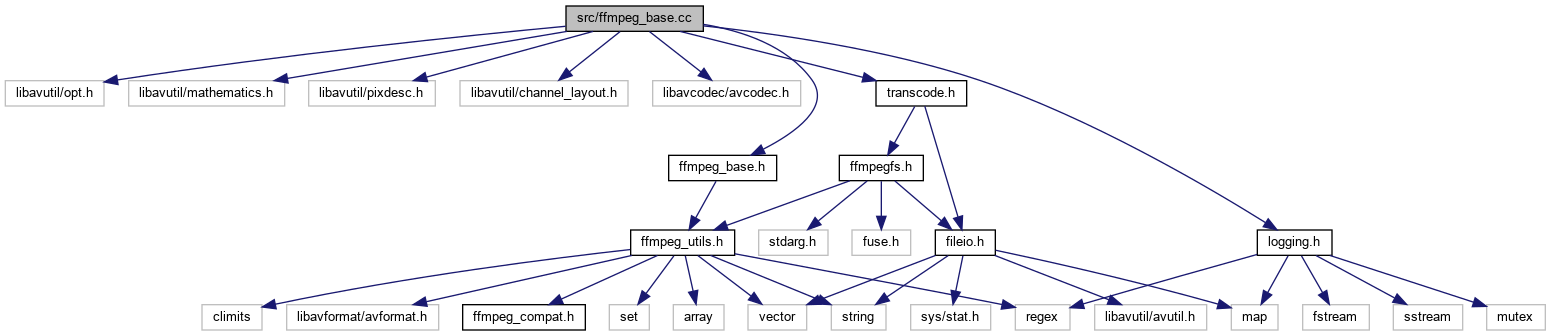 src/ffmpeg_base.cc
libavutil/opt.h
libavutil/mathematics.h
libavutil/pixdesc.h
libavutil/channel_layout.h
libavcodec/avcodec.h
transcode.h
ffmpeg_base.h
ffmpegfs.h
ffmpeg_utils.h
stdarg.h
fuse.h
fileio.h
logging.h
climits
libavformat/avformat.h
ffmpeg_compat.h
set
array
vector
string
sys/stat.h
regex
libavutil/avutil.h
map
fstream
sstream
mutex